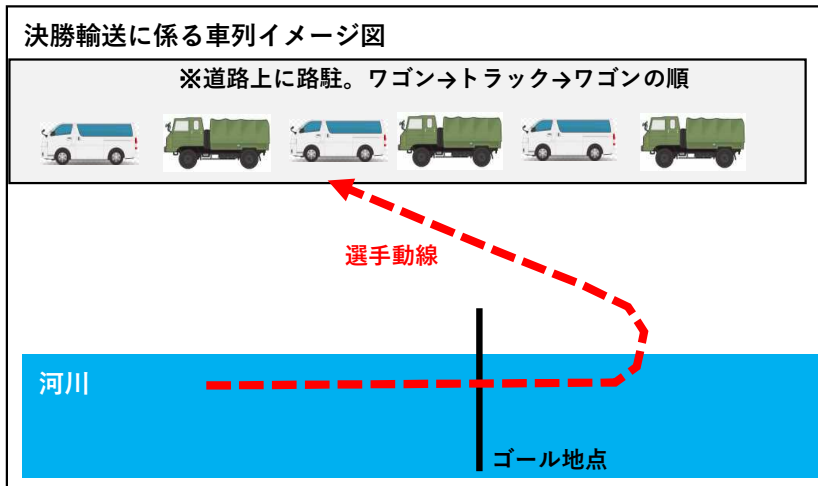 決勝輸送に係る車列イメージ図
※道路上に路駐。ワゴン→トラック→ワゴンの順
選手動線
河川
ゴール地点